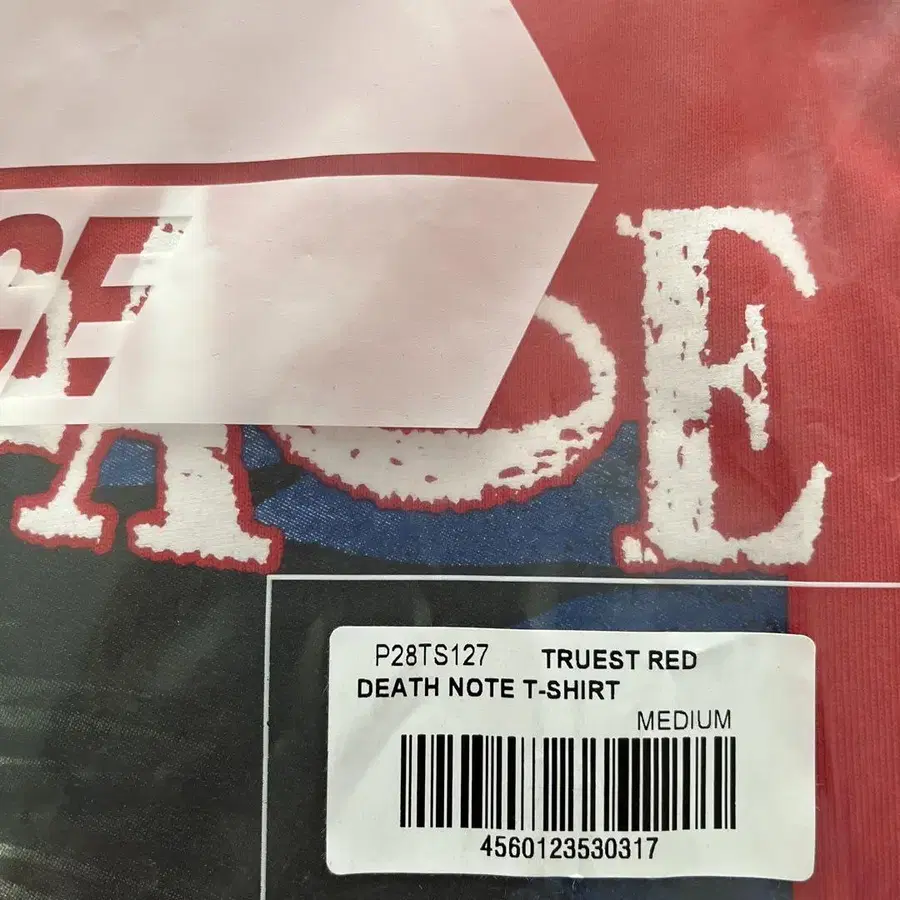 P28TS127 TRUEST RED
DEATH NOTE T-SHIRT
MEDIUM
4560123530317